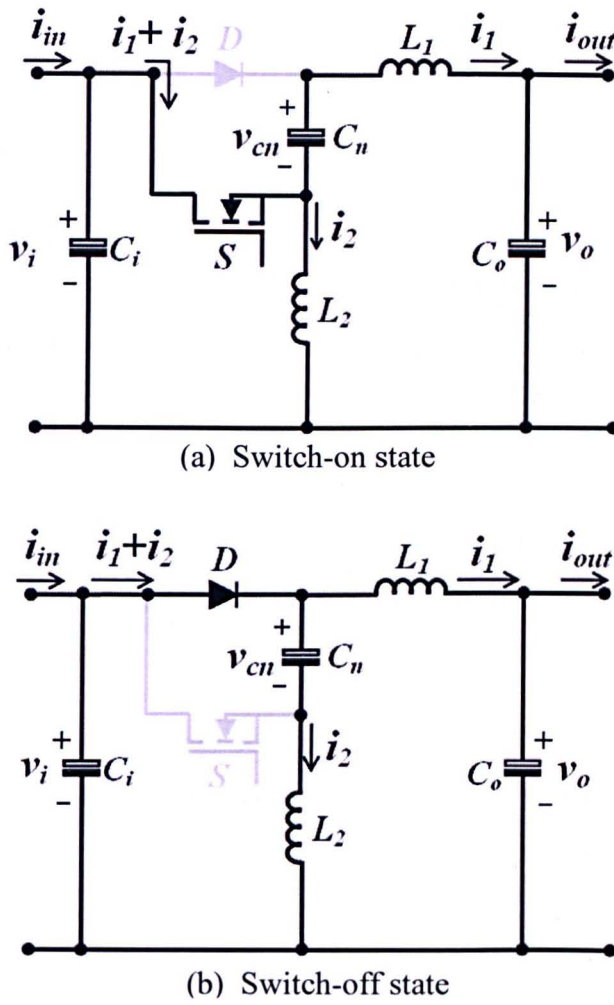 i_in i_1+i_2 D L_1 i_1 i_out
+
v_cn C_n
−
+ +
v_i C_i S i_2 C_o v_o
− −
L_2
(a) Switch-on state
i_in i_1+i_2 D L_1 i_1 i_out
+
v_cn C_n
−
+ +
v_i C_i S i_2 C_o v_o
− −
L_2
(b) Switch-off state